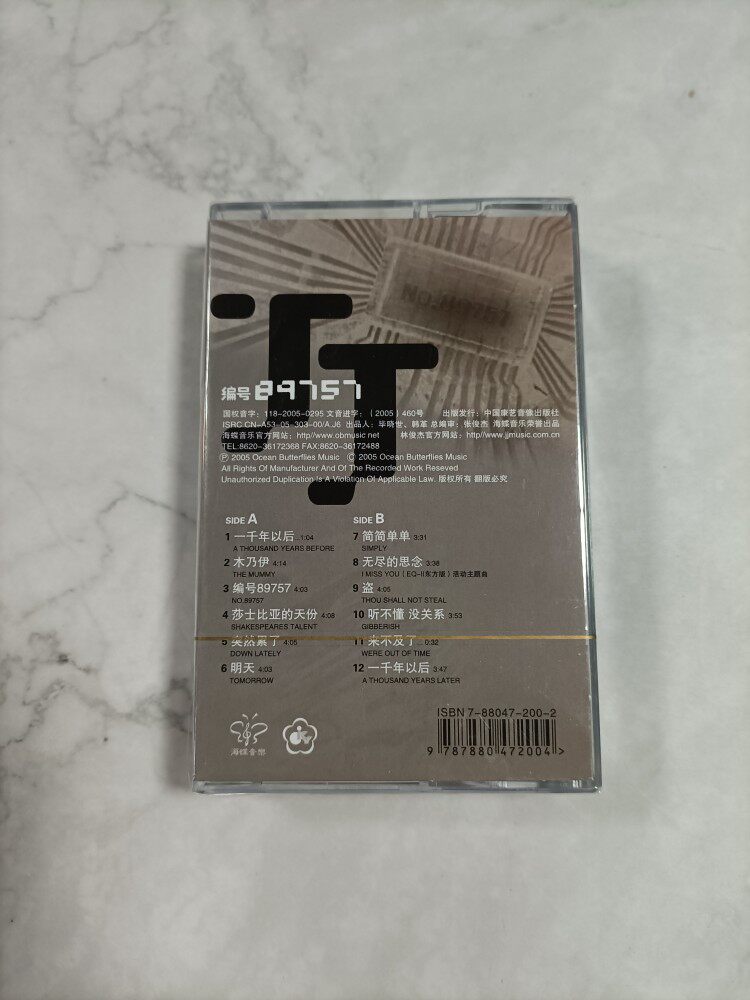 JJ
编号89757
国权音字：118-2005-0295 文音进字：（2005）460号 出版发行：中国康艺音像出版社
ISRC CN-A53-05-303-00/A.J6 出品人：毕晓世、韩革 总编审：张俊杰 海蝶音乐荣誉出品
海蝶音乐官方网站：http://www.obmusic net 林俊杰官方网站：http://www.jjmusic.com.cn
TEL:8620-36172368 FAX:8620-36172488
Ⓟ 2005 Ocean Butterflies Music Ⓒ 2005 Ocean Butterflies Music
All Rights Of Manufacturer And Of The Recorded Work Reseved
Unauthorized Duplication Is A Violation Of Applicable Law. 版权所有 翻版必究
SIDE A
1 一千年以后...1:04
A THOUSAND YEARS BEFORE
2 木乃伊 4:14
THE MUMMY
3 编号89757 4:03
NO.89757
4 莎士比亚的天份 4:08
SHAKESPEARES TALENT
5 突然累了 4:05
DOWN LATELY
6 明天 4:03
TOMORROW
SIDE B
7 简简单单 3:31
SIMPLY
8 无尽的思念 3:38
I MISS YOU（EQ-II东方版）活动主题曲
9 盗 4:05
THOU SHALL NOT STEAL
10 听不懂 没关系 3:53
GIBBERISH
11 来不及了... 0:32
WERE OUT OF TIME
12 一千年以后 3:47
A THOUSAND YEARS LATER
海蝶音樂
ISBN 7-88047-200-2
9 787880 472004 >